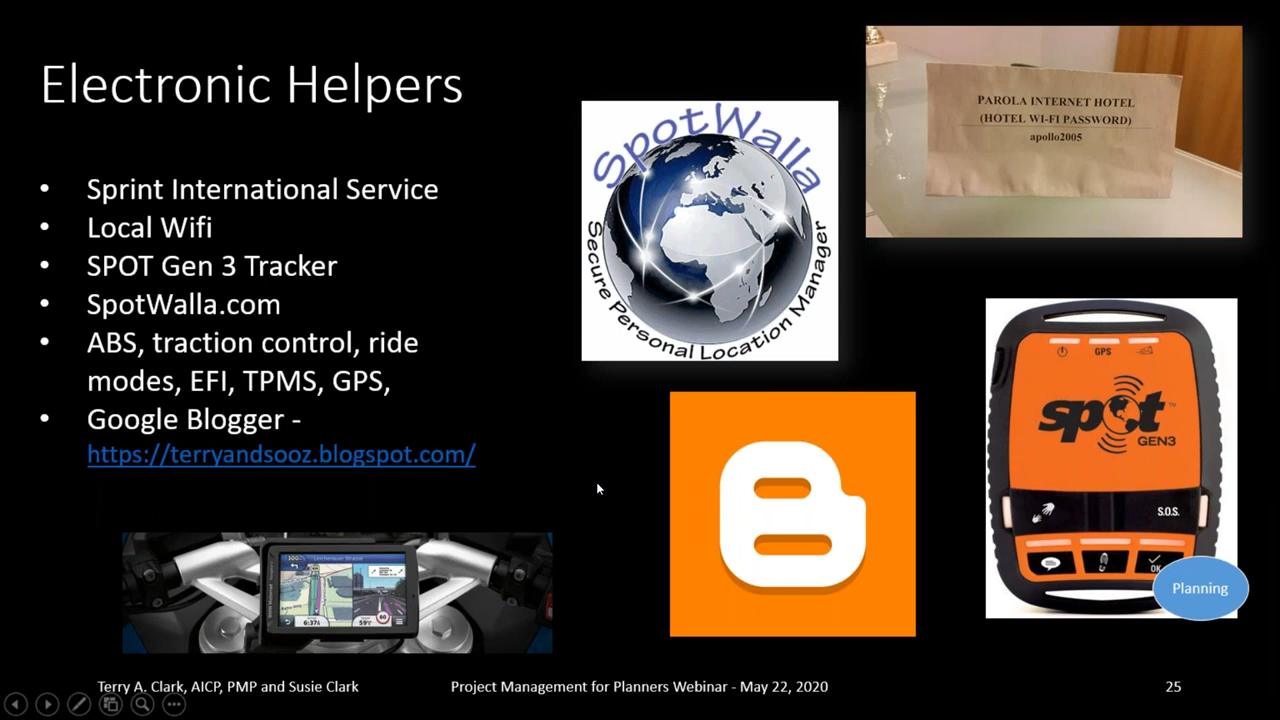 Electronic Helpers
• Sprint International Service
• Local Wifi
• SPOT Gen 3 Tracker
• SpotWalla.com
• ABS, traction control, ride
modes, EFI, TPMS, GPS,
• Google Blogger -
https://terryandsooz.blogspot.com/
SpotWalla
Secure Personal Location Manager
PAROLA INTERNET HOTEL
(HOTEL WI-FI PASSWORD)
apollo2005
GPS
spot
GEN3
S.O.S.
OK
Planning
Terry A. Clark, AICP, PMP and Susie Clark
Project Management for Planners Webinar - May 22, 2020
25